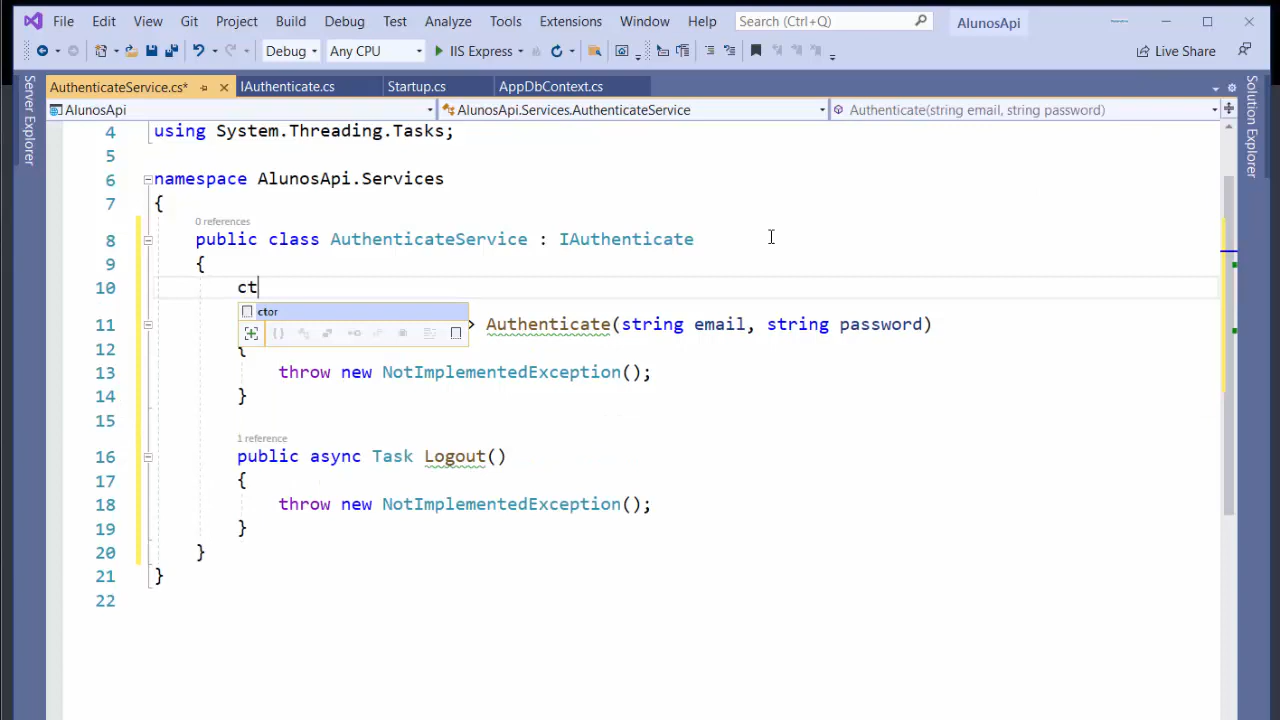 File Edit View Git Project Build Debug Test Analyze Tools Extensions Window Help Search (Ctrl+Q) AlunosApi
Debug Any CPU IIS Express Live Share
Server Explorer
AuthenticateService.cs* IAuthenticate.cs Startup.cs AppDbContext.cs
Solution Explorer
AlunosApi AlunosApi.Services.AuthenticateService Authenticate(string email, string password)
4 using System.Threading.Tasks;
5
6 namespace AlunosApi.Services
7 {
0 references
8 public class AuthenticateService : IAuthenticate
9 {
10 ct
ctor
11 > Authenticate(string email, string password)
12 {
13 throw new NotImplementedException();
14 }
15
1 reference
16 public async Task Logout()
17 {
18 throw new NotImplementedException();
19 }
20 }
21 }
22